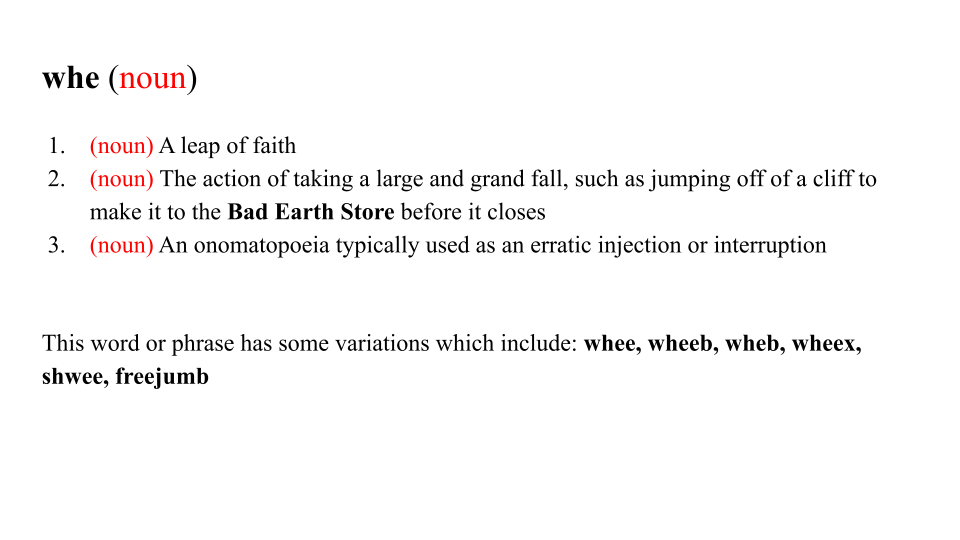 whe (noun)
1. (noun) A leap of faith
2. (noun) The action of taking a large and grand fall, such as jumping off of a cliff to
make it to the Bad Earth Store before it closes
3. (noun) An onomatopoeia typically used as an erratic injection or interruption
This word or phrase has some variations which include: whee, wheeb, wheb, wheex,
shwee, freejumb